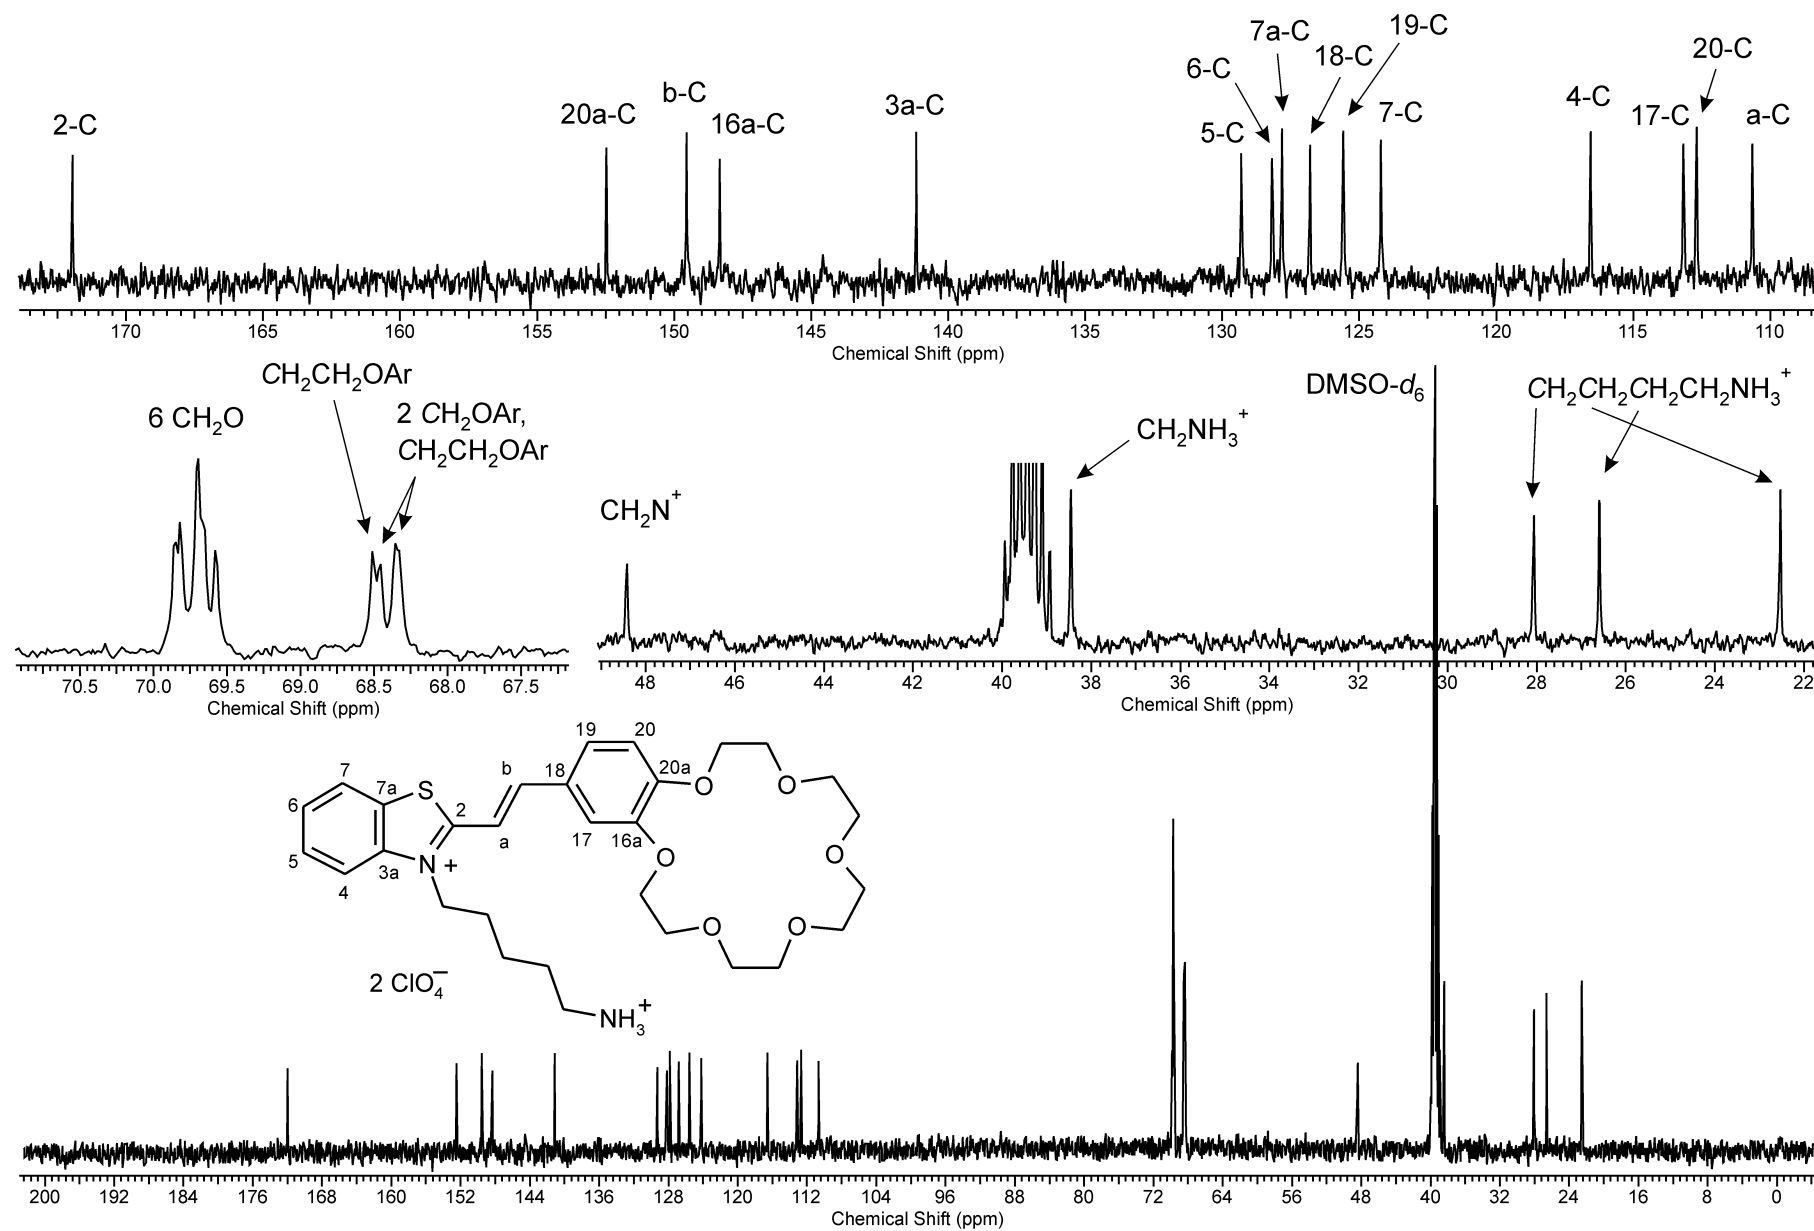 2-C
20a-C
b-C
16a-C
3a-C
5-C
6-C
7a-C
18-C
19-C
7-C
4-C
17-C
20-C
a-C
170 165 160 155 150 145 140 135 130 125 120 115 110
Chemical Shift (ppm)
6 CH₂O
CH₂CH₂OAr
2 CH₂OAr,
CH₂CH₂OAr
70.5 70.0 69.5 69.0 68.5 68.0 67.5
Chemical Shift (ppm)
CH₂N⁺
CH₂NH₃⁺
DMSO-d₆
CH₂CH₂CH₂CH₂NH₃⁺
48 46 44 42 40 38 36 34 32 30 28 26 24 22
Chemical Shift (ppm)
19
20
7
b
18
20a
O
O
7a
S
6
2
a
17
16a
O
O
5
3a
N
+
4
O
O
2 ClO₄⁻
NH₃⁺
200 192 184 176 168 160 152 144 136 128 120 112 104 96 88 80 72 64 56 48 40 32 24 16 8 0
Chemical Shift (ppm)